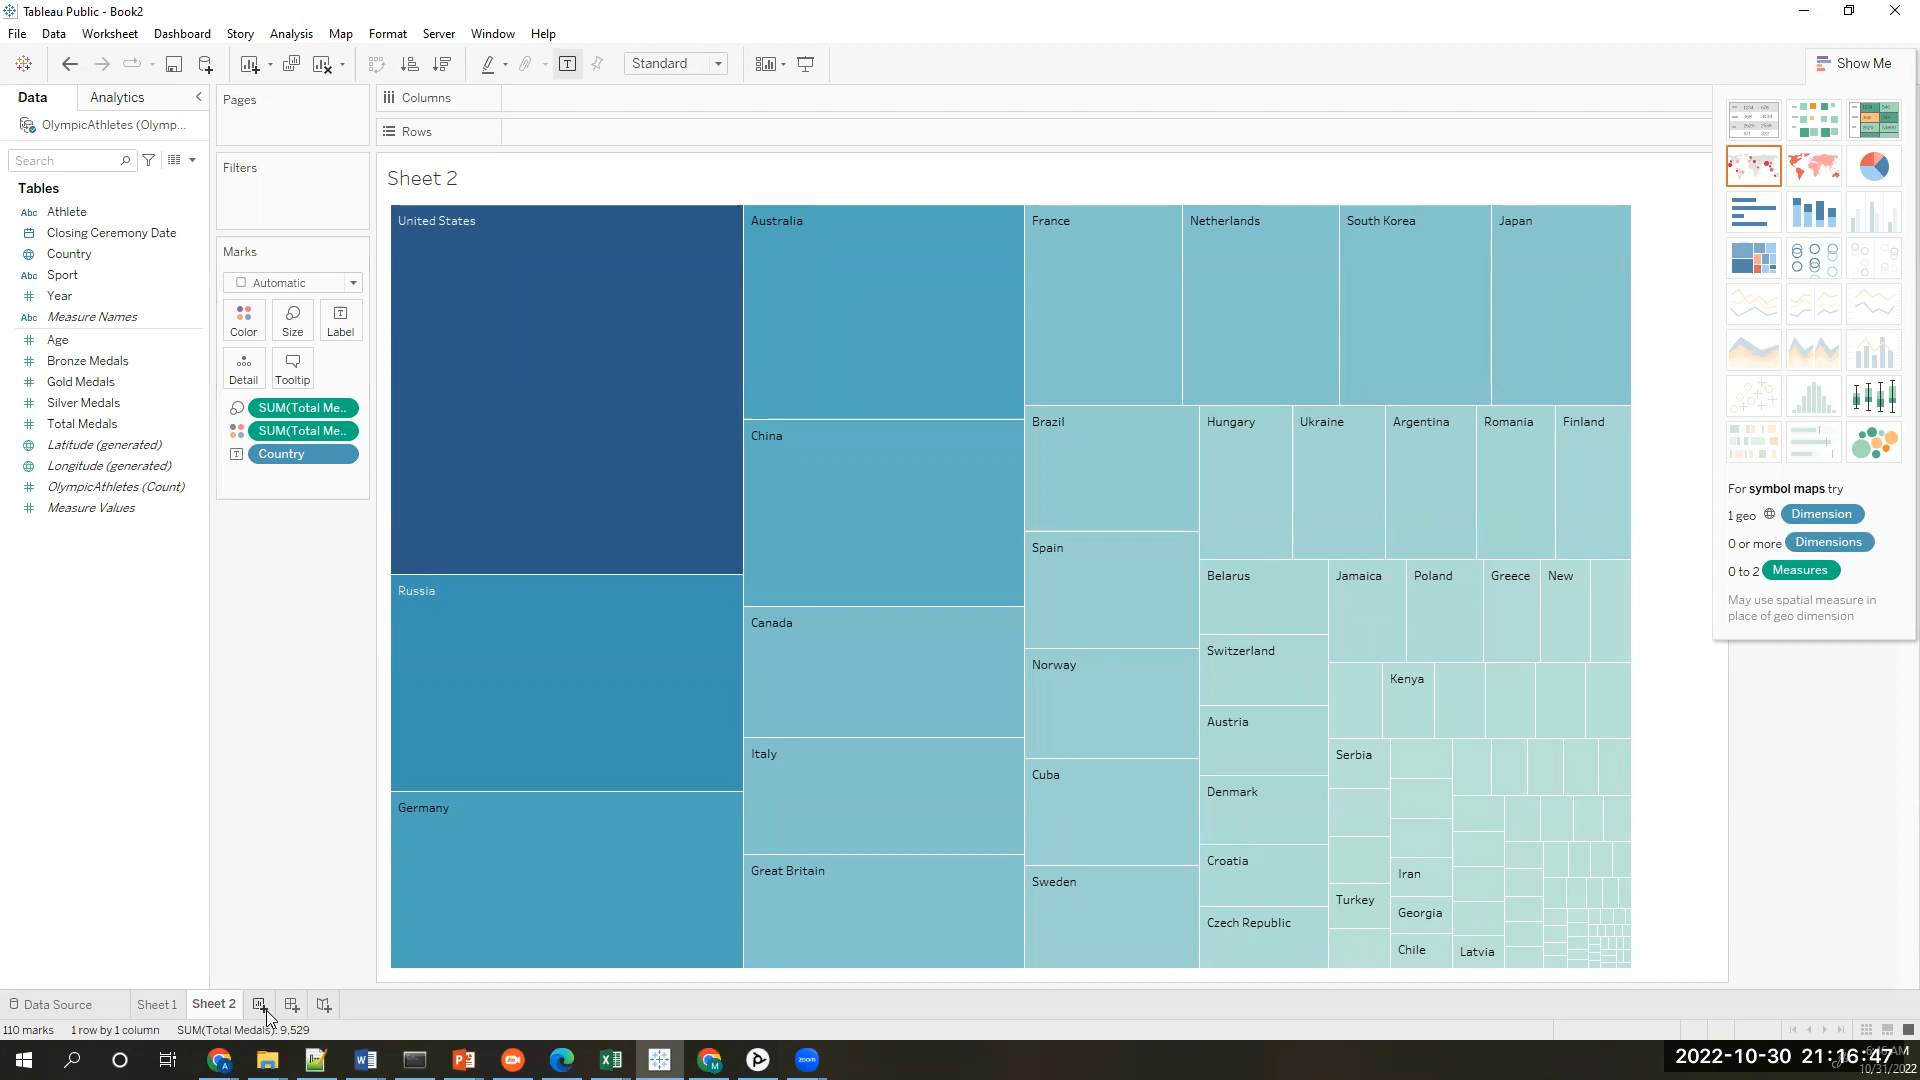 Tableau Public - Book2
File Data Worksheet Dashboard Story Analysis Map Format Server Window Help
Standard
Show Me
Data Analytics
OlympicAthletes (Olymp...
Search
Tables
Abc Athlete
Closing Ceremony Date
Country
Abc Sport
Year
Abc Measure Names
Age
Bronze Medals
Gold Medals
Silver Medals
Total Medals
Latitude (generated)
Longitude (generated)
OlympicAthletes (Count)
Measure Values
Pages
Filters
Marks
Automatic
Color Size Label
Detail Tooltip
SUM(Total Me..
SUM(Total Me..
Country
Columns
Rows
Sheet 2
United States
Russia
Germany
Australia
China
Canada
Italy
Great Britain
France
Netherlands
South Korea
Japan
Brazil
Spain
Norway
Cuba
Sweden
Hungary
Ukraine
Argentina
Romania
Finland
Belarus
Switzerland
Austria
Denmark
Croatia
Czech Republic
Jamaica
Poland
Greece
New
Kenya
Serbia
Turkey
Iran
Georgia
Chile
Latvia
For symbol maps try
1 geo Dimension
0 or more Dimensions
0 to 2 Measures
May use spatial measure in
place of geo dimension
Data Source Sheet 1 Sheet 2
110 marks 1 row by 1 column SUM(Total Medals): 9,529
2022-10-30 21:16:47
10/31/2022